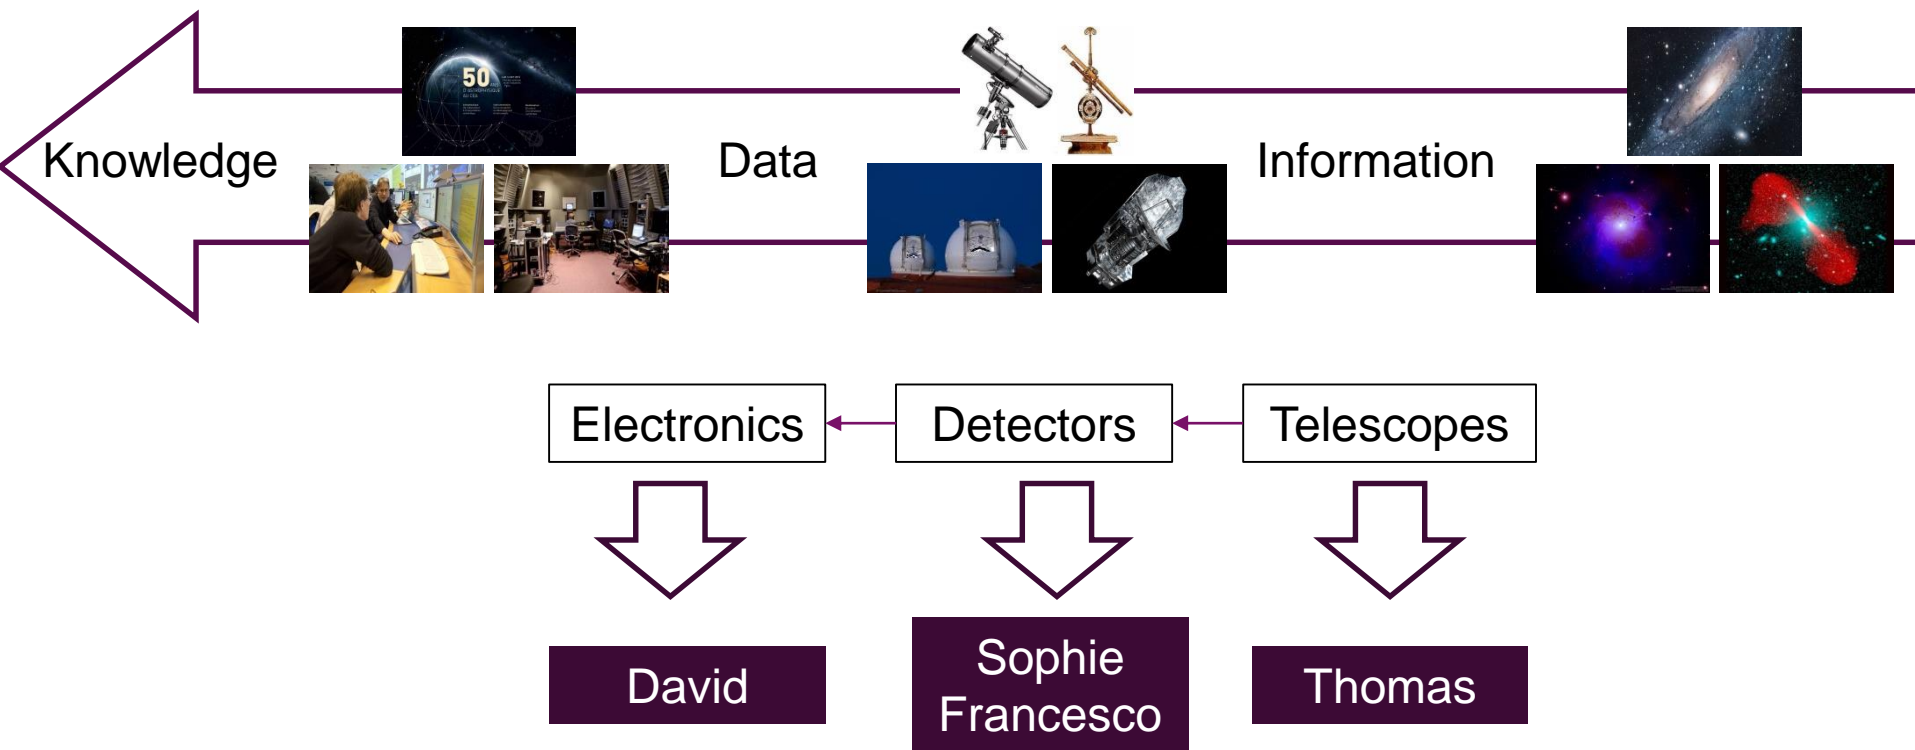 50
Knowledge
Data
Information
Electronics
Detectors
Telescopes
David
Sophie
Francesco
Thomas